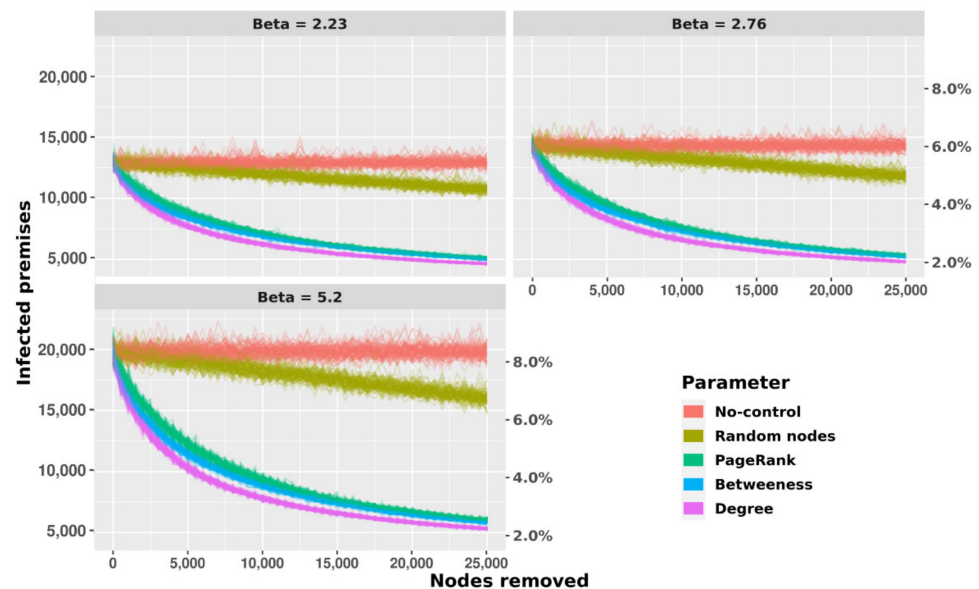 Beta = 2.23
Beta = 2.76
20,000
15,000
10,000
5,000
8.0%
6.0%
4.0%
2.0%
0
5,000
10,000
15,000
20,000
25,000
Infected premises
Beta = 5.2
20,000
15,000
10,000
5,000
8.0%
6.0%
4.0%
2.0%
0
5,000
10,000
15,000
20,000
25,000
Nodes removed
Parameter
No-control
Random nodes
PageRank
Betweeness
Degree